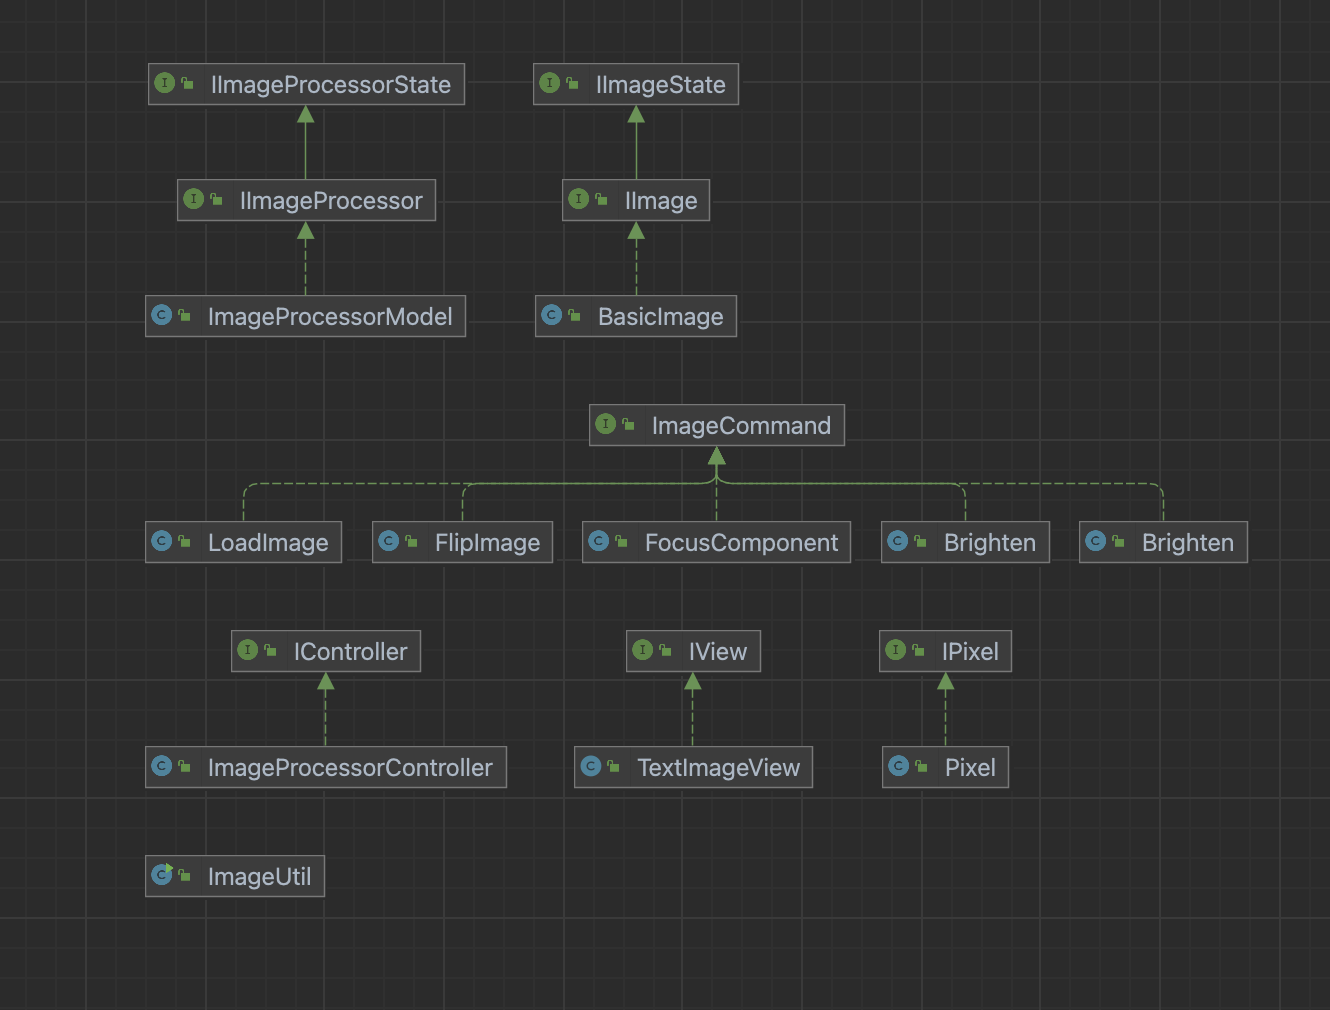 IImageProcessorState
IImageState
IImageProcessor
IImage
ImageProcessorModel
BasicImage
ImageCommand
LoadImage
FlipImage
FocusComponent
Brighten
Brighten
IController
IView
IPixel
ImageProcessorController
TextImageView
Pixel
ImageUtil